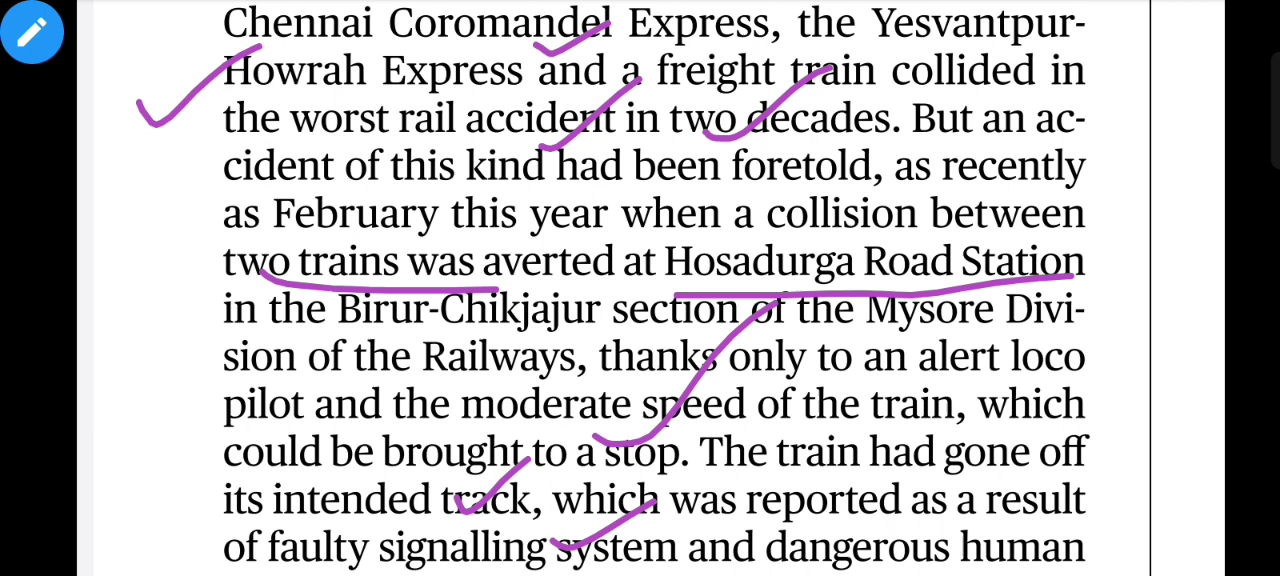 Chennai Coromandel Express, the Yesvantpur-
Howrah Express and a freight train collided in
the worst rail accident in two decades. But an ac-
cident of this kind had been foretold, as recently
as February this year when a collision between
two trains was averted at Hosadurga Road Station
in the Birur-Chikjajur section of the Mysore Divi-
sion of the Railways, thanks only to an alert loco
pilot and the moderate speed of the train, which
could be brought to a stop. The train had gone off
its intended track, which was reported as a result
of faulty signalling system and dangerous human